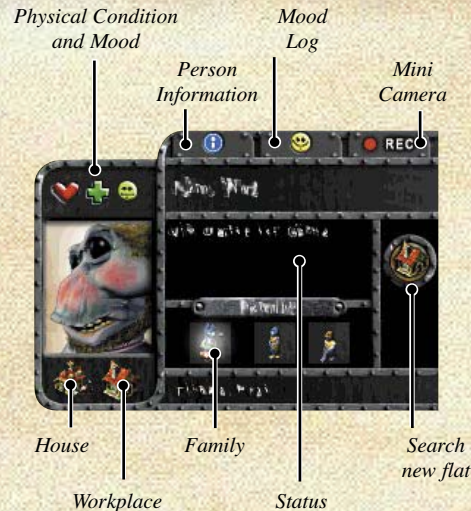 Physical Condition
and Mood
Mood
Log
Person
Information
Mini
Camera
REC
House
Family
Search
new flat
Workplace
Status